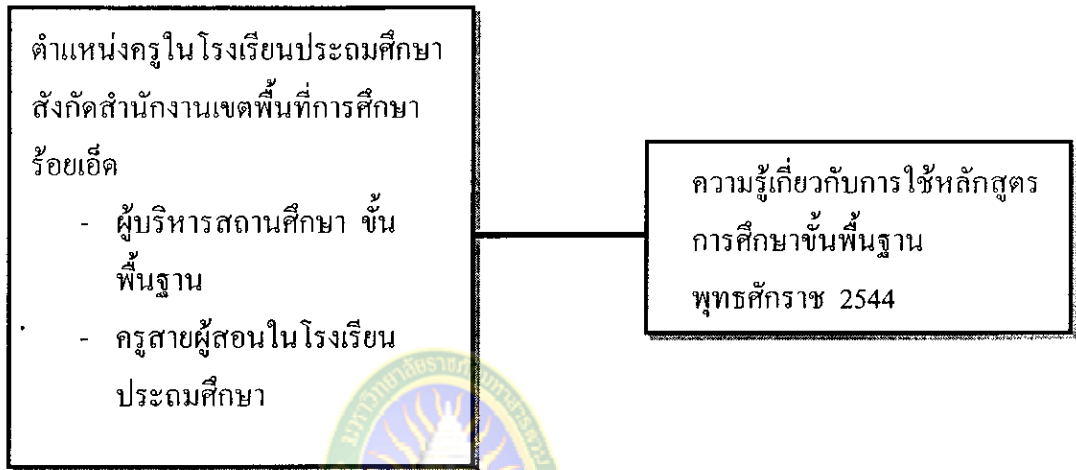 ตำแหน่งครูในโรงเรียนประถมศึกษา
สังกัดสำนักงานเขตพื้นที่การศึกษา
ร้อยเอ็ด
- ผู้บริหารสถานศึกษา ขั้น
พื้นฐาน
- ครูสายผู้สอนในโรงเรียน
ประถมศึกษา
ความรู้เกี่ยวกับการใช้หลักสูตร
การศึกษาขั้นพื้นฐาน
พุทธศักราช 2544